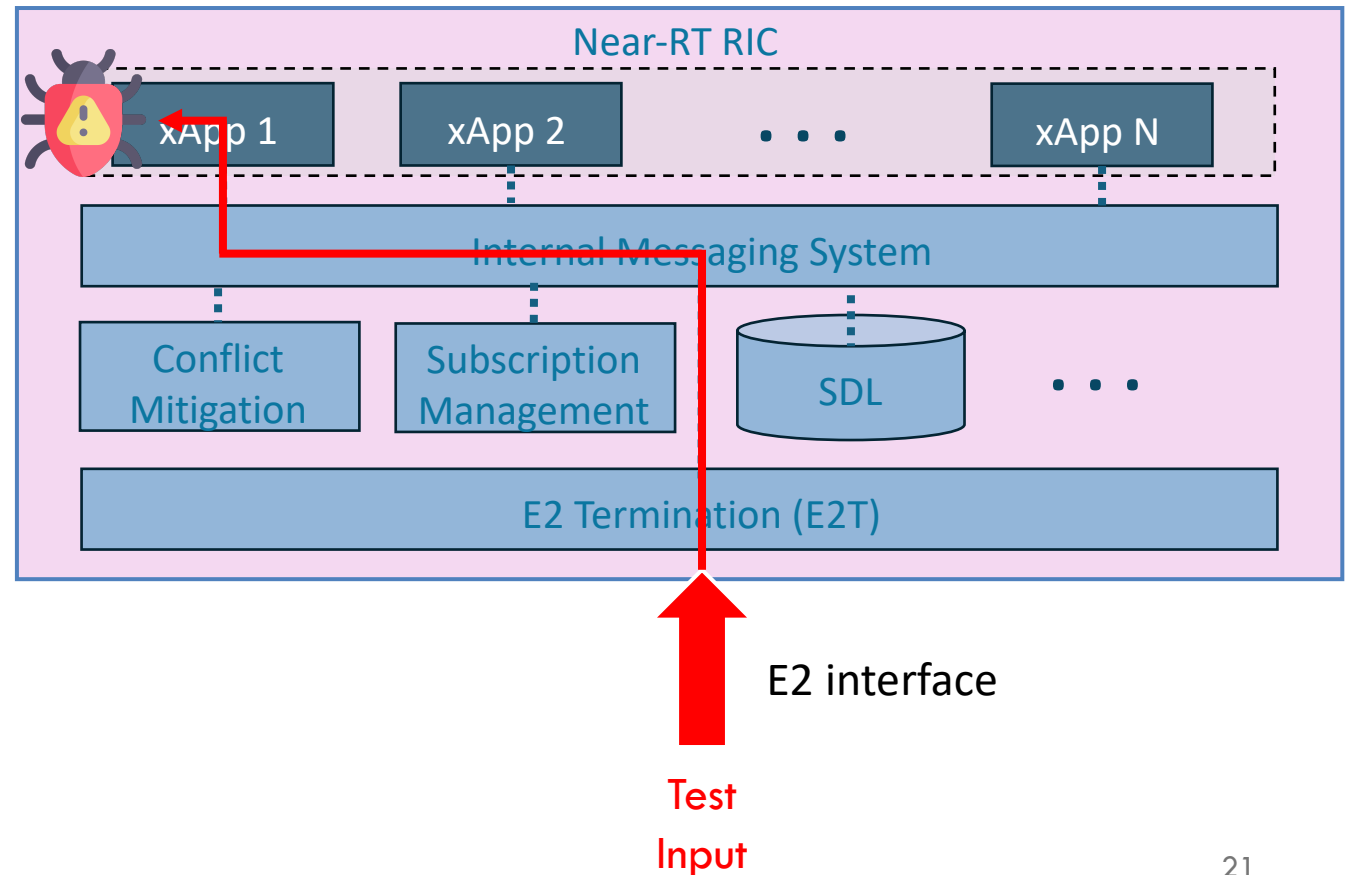 Near-RT RIC
xApp 1
xApp 2
. . .
xApp N
Internal Messaging System
Conflict
Mitigation
Subscription
Management
SDL
. . .
E2 Termination (E2T)
E2 interface
Test
Input
21